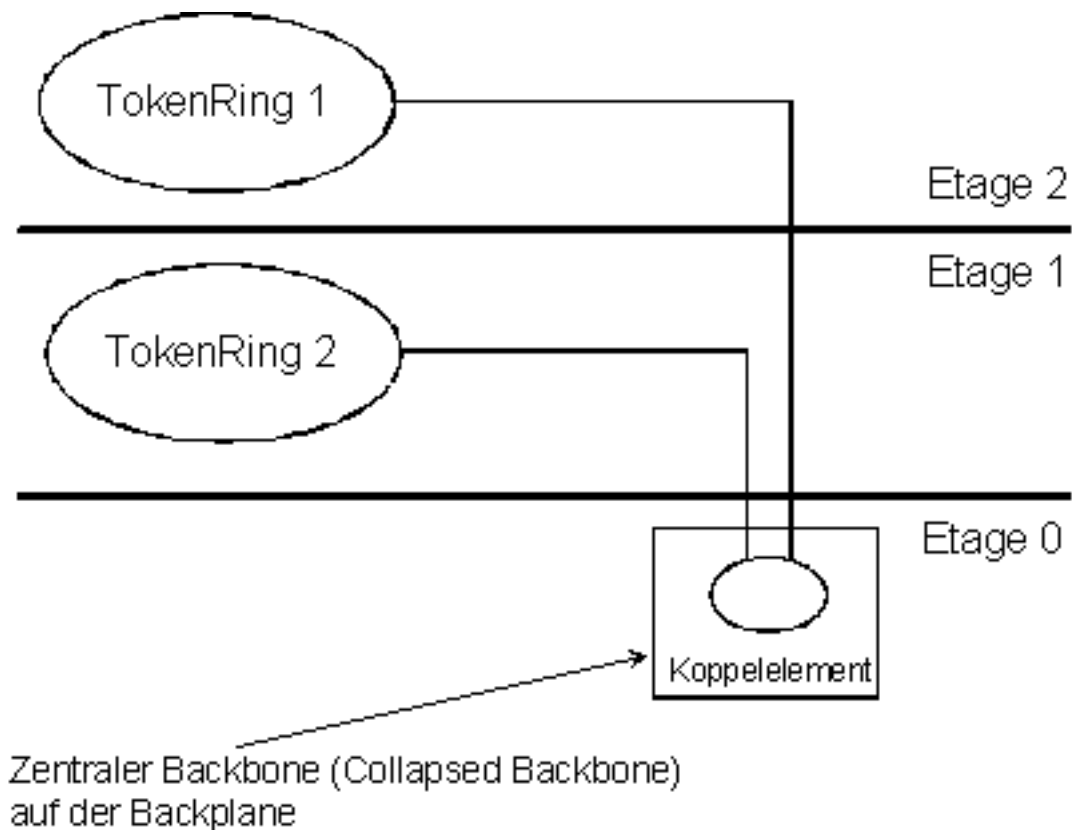 TokenRing 1
Etage 2
Etage 1
TokenRing 2
Etage 0
Koppelelement
Zentraler Backbone (Collapsed Backbone)
auf der Backplane